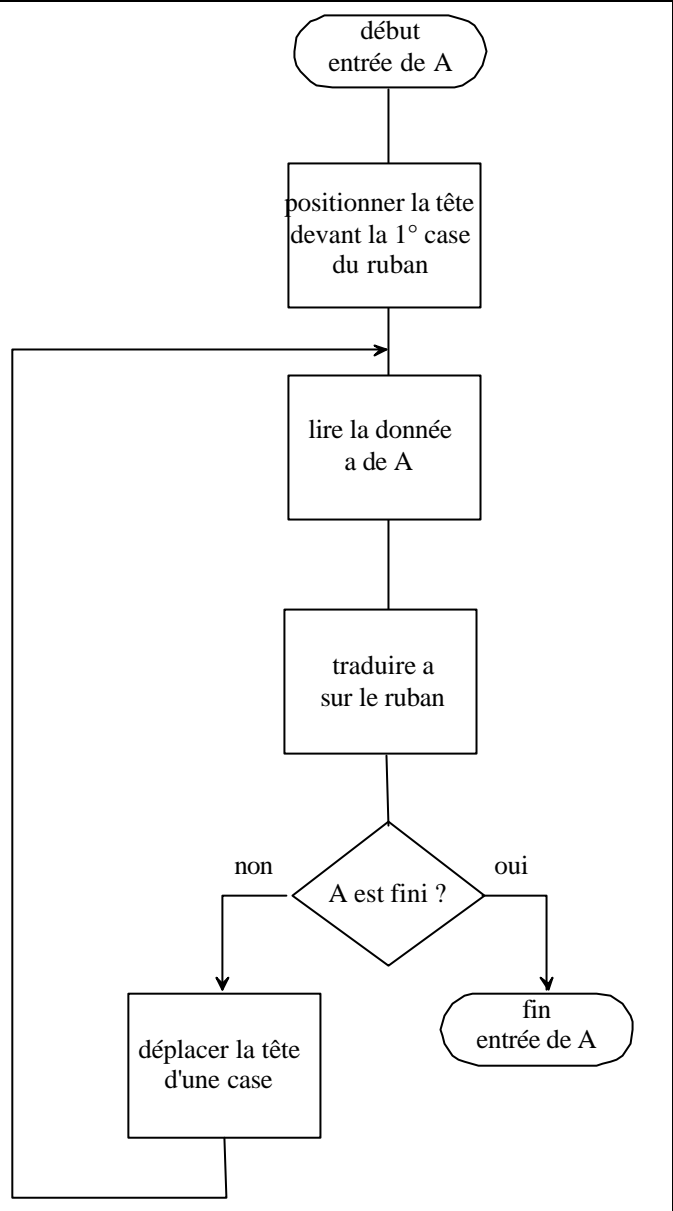 début
entrée de A
positionner la tête
devant la 1° case
du ruban
lire la donnée
a de A
traduire a
sur le ruban
A est fini ?
non
oui
déplacer la tête
d'une case
fin
entrée de A